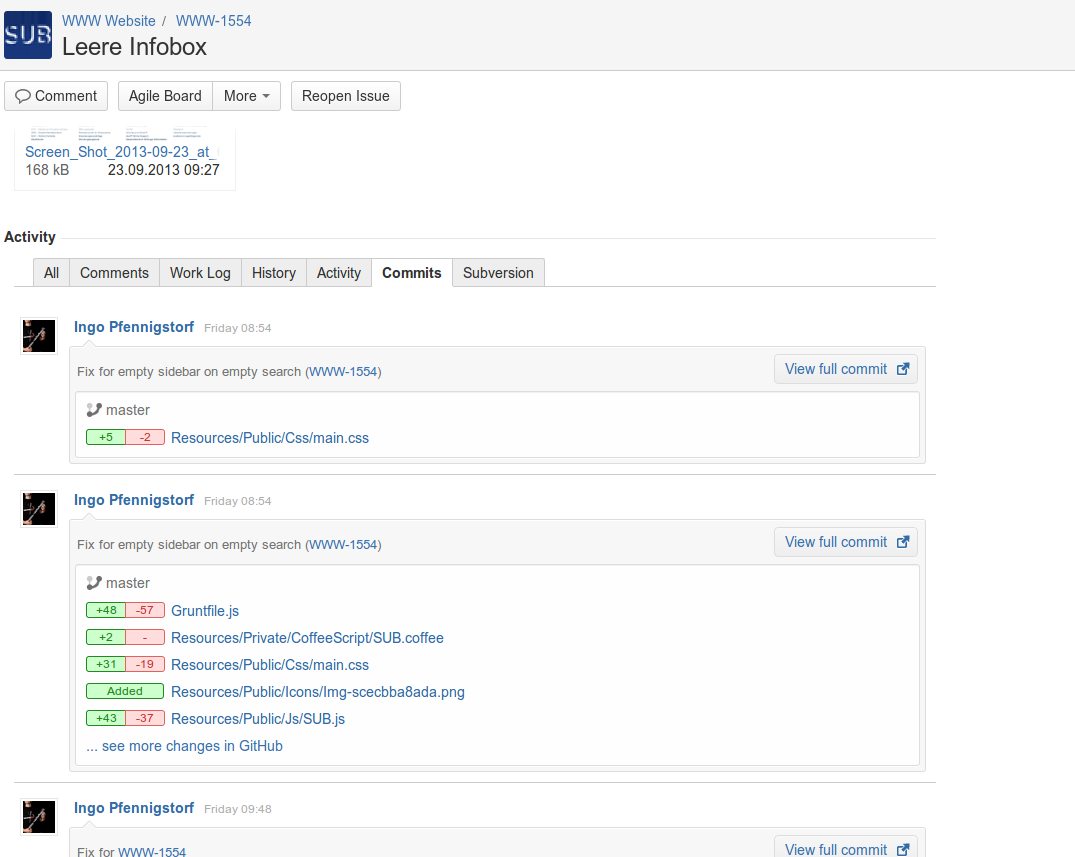 SUB
WWW Website / WWW-1554
Leere Infobox
Comment Agile Board More Reopen Issue
Screen_Shot_2013-09-23_at_
168 kB 23.09.2013 09:27
Activity
All Comments Work Log History Activity Commits Subversion
Ingo Pfennigstorf Friday 08:54
Fix for empty sidebar on empty search (WWW-1554) View full commit
master
+5 -2 Resources/Public/Css/main.css
Ingo Pfennigstorf Friday 08:54
Fix for empty sidebar on empty search (WWW-1554) View full commit
master
+48 -57 Gruntfile.js
+2 - Resources/Private/CoffeeScript/SUB.coffee
+31 -19 Resources/Public/Css/main.css
Added Resources/Public/Icons/Img-scecbba8ada.png
+43 -37 Resources/Public/Js/SUB.js
... see more changes in GitHub
Ingo Pfennigstorf Friday 09:48
Fix for WWW-1554 View full commit